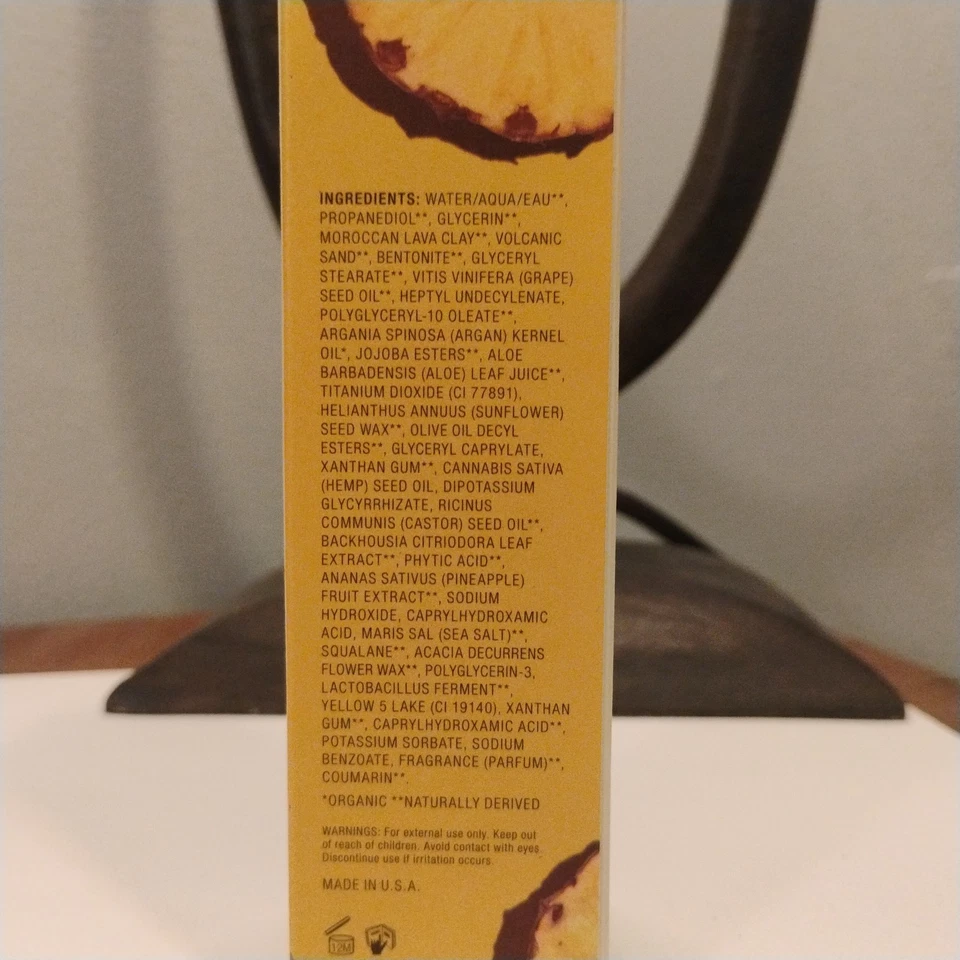 INGREDIENTS: WATER/AQUA/EAU**,
PROPANEDIOL**, GLYCERIN**,
MOROCCAN LAVA CLAY**, VOLCANIC
SAND**, BENTONITE**, GLYCERYL
STEARATE**, VITIS VINIFERA (GRAPE)
SEED OIL**, HEPTYL UNDECYLENATE,
POLYGLYCERYL-10 OLEATE**,
ARGANIA SPINOSA (ARGAN) KERNEL
OIL*, JOJOBA ESTERS**, ALOE
BARBADENSIS (ALOE) LEAF JUICE**,
TITANIUM DIOXIDE (CI 77891),
HELIANTHUS ANNUUS (SUNFLOWER)
SEED WAX**, OLIVE OIL DECYL
ESTERS**, GLYCERYL CAPRYLATE,
XANTHAN GUM**, CANNABIS SATIVA
(HEMP) SEED OIL, DIPOTASSIUM
GLYCYRRHIZATE, RICINUS
COMMUNIS (CASTOR) SEED OIL**,
BACKHOUSIA CITRIODORA LEAF
EXTRACT**, PHYTIC ACID**,
ANANAS SATIVUS (PINEAPPLE)
FRUIT EXTRACT**, SODIUM
HYDROXIDE, CAPRYLHYDROXAMIC
ACID, MARIS SAL (SEA SALT)**,
SQUALANE**, ACACIA DECURRENS
FLOWER WAX**, POLYGLYCERIN-3,
LACTOBACILLUS FERMENT**,
YELLOW 5 LAKE (CI 19140), XANTHAN
GUM**, CAPRYLHYDROXAMIC ACID**,
POTASSIUM SORBATE, SODIUM
BENZOATE, FRAGRANCE (PARFUM)**,
COUMARIN**.
*ORGANIC **NATURALLY DERIVED
WARNINGS: For external use only. Keep out
of reach of children. Avoid contact with eyes.
Discontinue use if irritation occurs.
MADE IN U.S.A.
12M